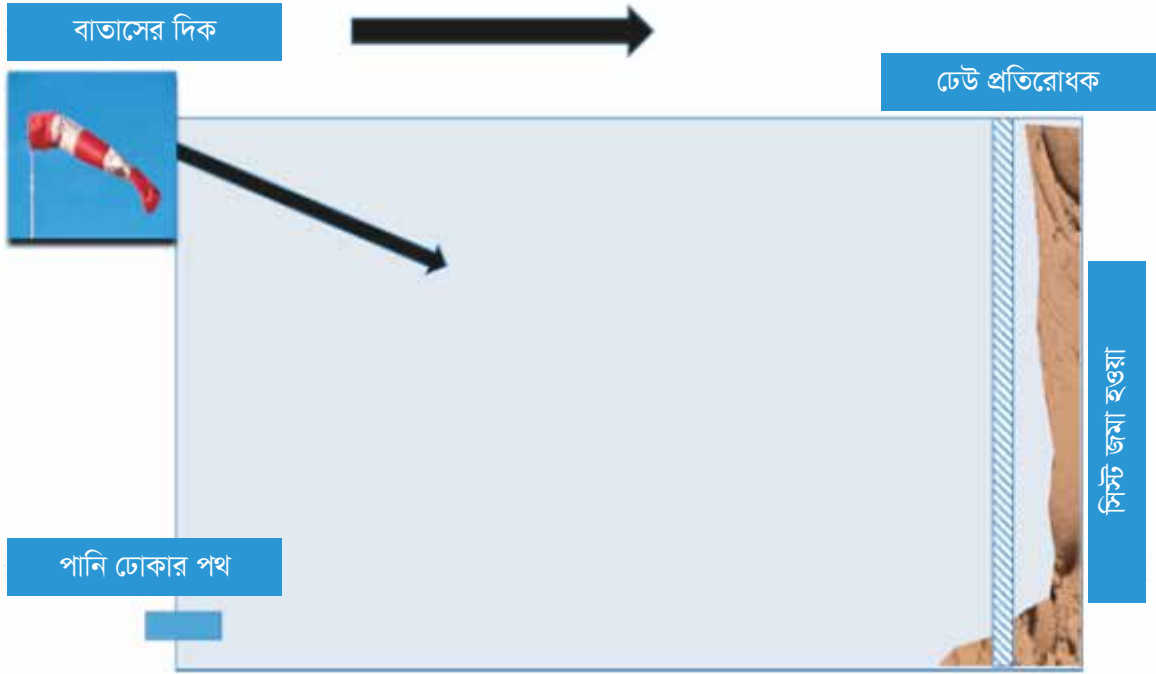 বাতাসের দিক
ঢেউ প্রতিরোধক
সিস্ট জমা হওয়া
পানি ঢোকার পথ